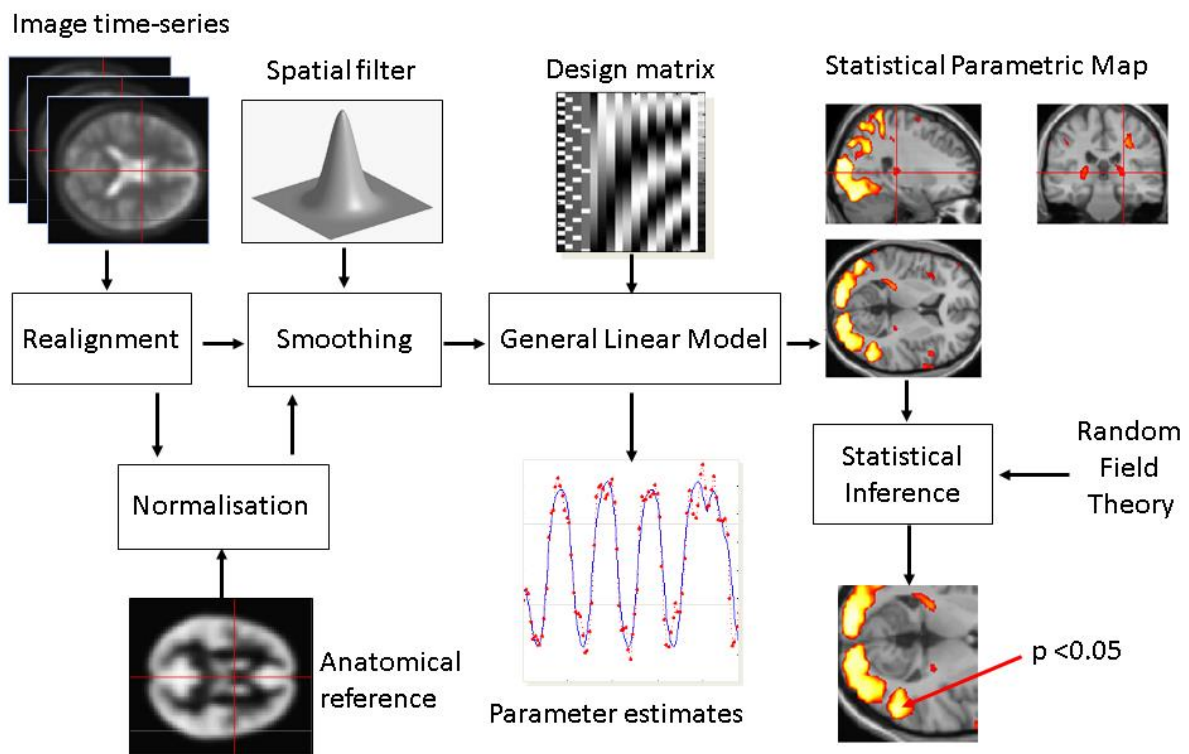 Image time-series
Spatial filter
Design matrix
Statistical Parametric Map
Realignment
Smoothing
General Linear Model
Normalisation
Statistical
Inference
Random
Field
Theory
Anatomical
reference
Parameter estimates
p <0.05